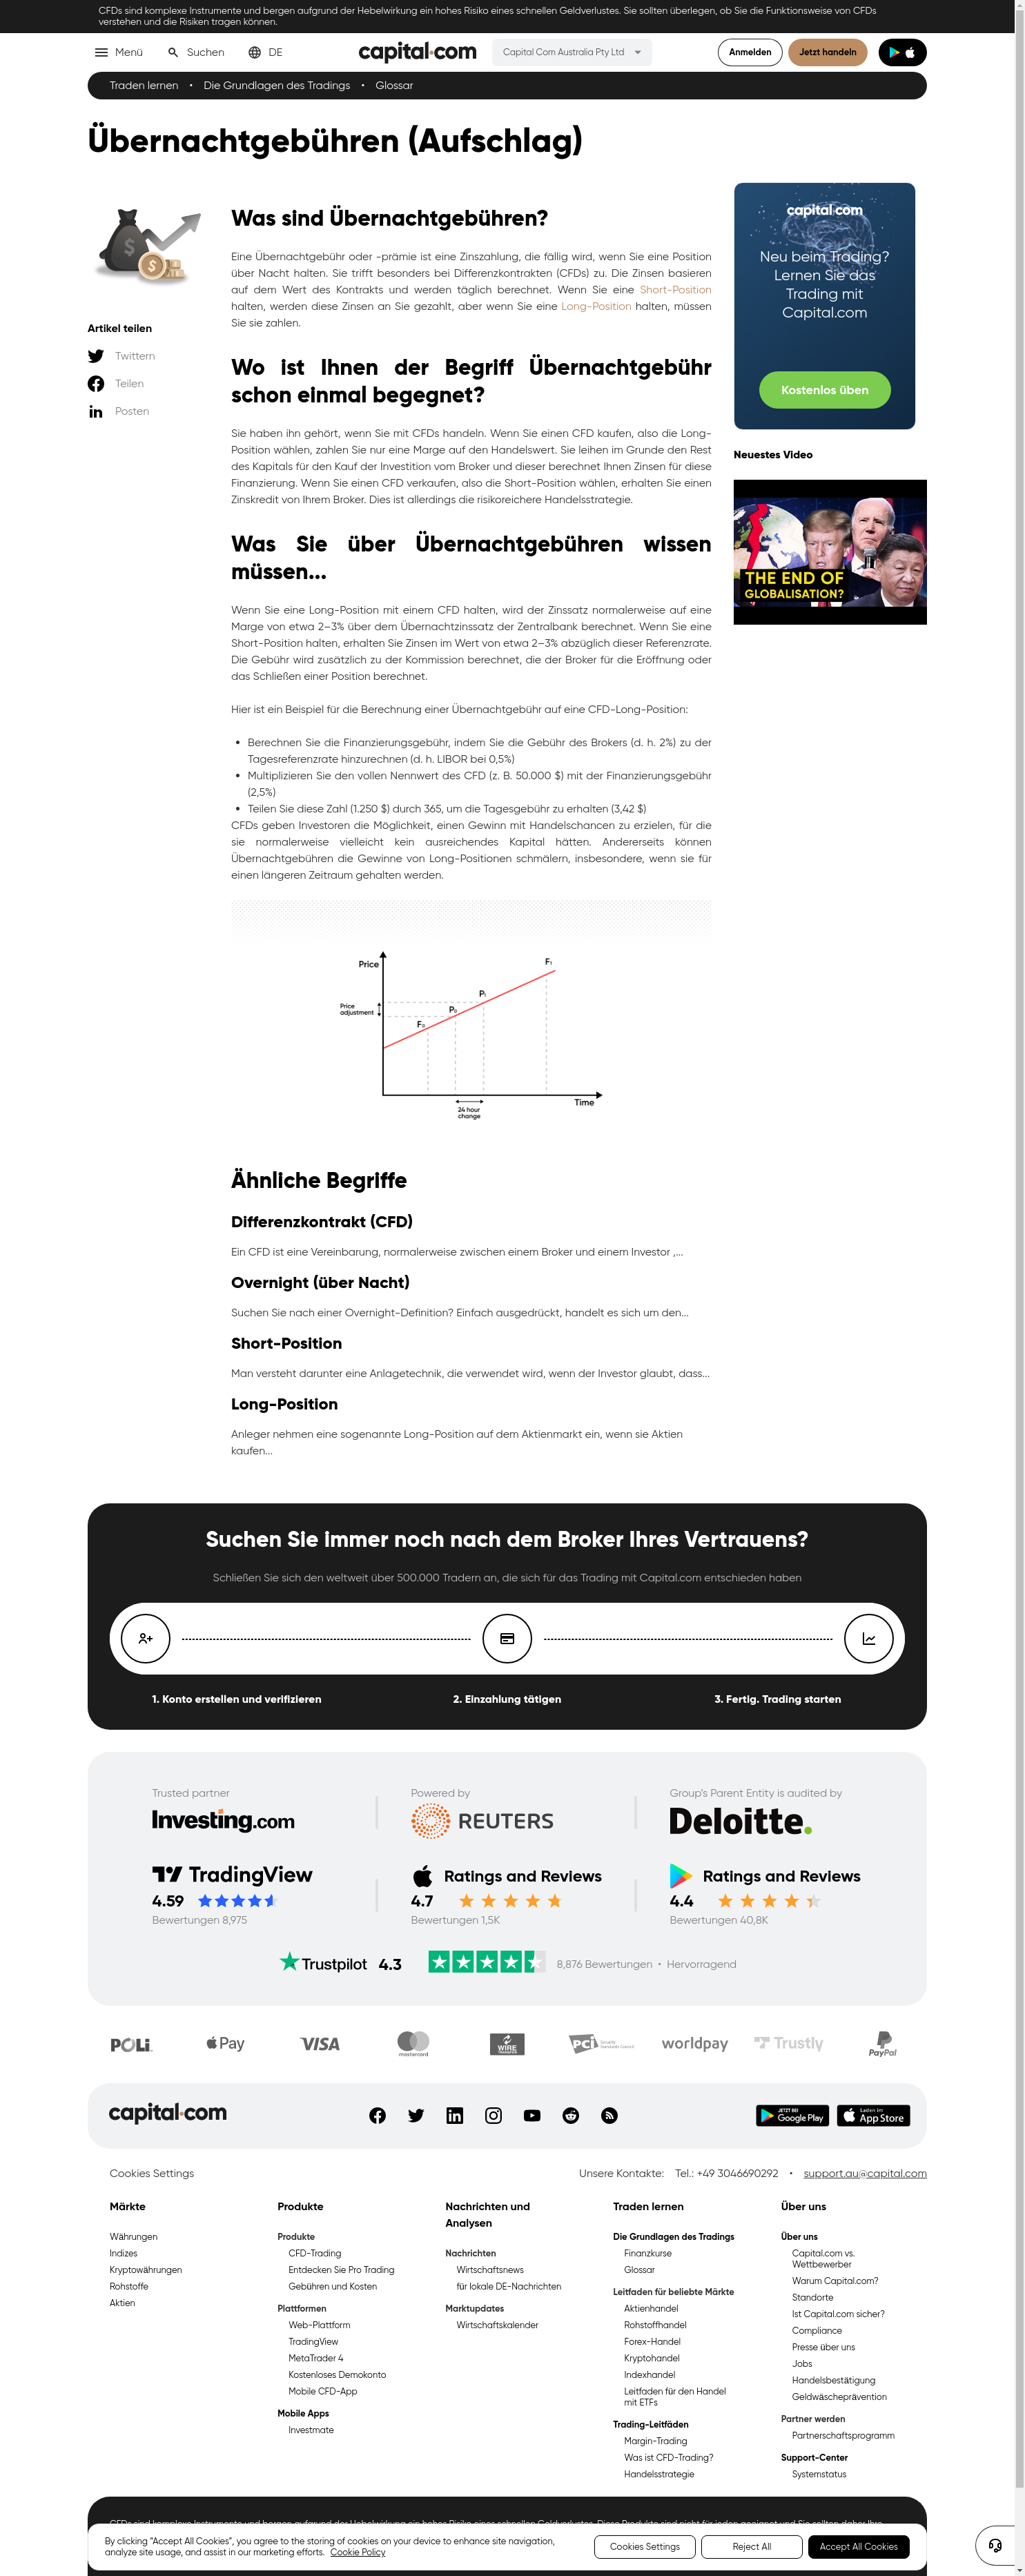 CFDs sind komplexe Instrumente und bergen aufgrund der Hebelwirkung ein hohes Risiko eines schnellen Geldverlustes. Sie sollten überlegen, ob Sie die Funktionsweise von CFDs
verstehen und die Risiken tragen können.
Menü
Suchen
DE
capital.com
Capital Com Australia Pty Ltd
Anmelden
Jetzt handeln
Traden lernen • Die Grundlagen des Tradings • Glossar
Übernachtgebühren (Aufschlag)
Artikel teilen
Twittern
Teilen
Posten
Was sind Übernachtgebühren?
Eine Übernachtgebühr oder -prämie ist eine Zinszahlung, die fällig wird, wenn Sie eine Position
über Nacht halten. Sie trifft besonders bei Differenzkontrakten (CFDs) zu. Die Zinsen basieren
auf dem Wert des Kontrakts und werden täglich berechnet. Wenn Sie eine Short-Position
halten, werden diese Zinsen an Sie gezahlt, aber wenn Sie eine Long-Position halten, müssen
Sie sie zahlen.
Wo ist Ihnen der Begriff Übernachtgebühr
schon einmal begegnet?
Sie haben ihn gehört, wenn Sie mit CFDs handeln. Wenn Sie einen CFD kaufen, also die Long-
Position wählen, zahlen Sie nur eine Marge auf den Handelswert. Sie leihen im Grunde den Rest
des Kapitals für den Kauf der Investition vom Broker und dieser berechnet Ihnen Zinsen für diese
Finanzierung. Wenn Sie einen CFD verkaufen, also die Short-Position wählen, erhalten Sie einen
Zinskredit von Ihrem Broker. Dies ist allerdings die risikoreichere Handelsstrategie.
Was Sie über Übernachtgebühren wissen
müssen...
Wenn Sie eine Long-Position mit einem CFD halten, wird der Zinssatz normalerweise auf eine
Marge von etwa 2–3% über dem Übernachtzinssatz der Zentralbank berechnet. Wenn Sie eine
Short-Position halten, erhalten Sie Zinsen im Wert von etwa 2–3% abzüglich dieser Referenzrate.
Die Gebühr wird zusätzlich zu der Kommission berechnet, die der Broker für die Eröffnung oder
das Schließen einer Position berechnet.
Hier ist ein Beispiel für die Berechnung einer Übernachtgebühr auf eine CFD-Long-Position:
• Berechnen Sie die Finanzierungsgebühr, indem Sie die Gebühr des Brokers (d. h. 2%) zu der
Tagesreferenzrate hinzurechnen (d. h. LIBOR bei 0,5%)
• Multiplizieren Sie den vollen Nennwert des CFD (z. B. 50.000 $) mit der Finanzierungsgebühr
(2,5%)
• Teilen Sie diese Zahl (1.250 $) durch 365, um die Tagesgebühr zu erhalten (3,42 $)
CFDs geben Investoren die Möglichkeit, einen Gewinn mit Handelschancen zu erzielen, für die
sie normalerweise vielleicht kein ausreichendes Kapital hätten. Andererseits können
Übernachtgebühren die Gewinne von Long-Positionen schmälern, insbesondere, wenn sie für
einen längeren Zeitraum gehalten werden.
Price
Price
adjustment
F0
P0
P1
F1
24 hour
change
Time
Ähnliche Begriffe
Differenzkontrakt (CFD)
Ein CFD ist eine Vereinbarung, normalerweise zwischen einem Broker und einem Investor ,...
Overnight (über Nacht)
Suchen Sie nach einer Overnight-Definition? Einfach ausgedrückt, handelt es sich um den...
Short-Position
Man versteht darunter eine Anlagetechnik, die verwendet wird, wenn der Investor glaubt, dass...
Long-Position
Anleger nehmen eine sogenannte Long-Position auf dem Aktienmarkt ein, wenn sie Aktien
kaufen...
capital.com
Neu beim Trading?
Lernen Sie das
Trading mit
Capital.com
Kostenlos üben
Neuestes Video
THE END OF
GLOBALISATION?
Suchen Sie immer noch nach dem Broker Ihres Vertrauens?
Schließen Sie sich den weltweit über 500.000 Tradern an, die sich für das Trading mit Capital.com entschieden haben
1. Konto erstellen und verifizieren
2. Einzahlung tätigen
3. Fertig. Trading starten
Trusted partner
Investing.com
Powered by
REUTERS
Group's Parent Entity is audited by
Deloitte.
TradingView
4.59
Bewertungen 8,975
Ratings and Reviews
4.7
Bewertungen 1,5K
Ratings and Reviews
4.4
Bewertungen 40,8K
Trustpilot 4.3
8,876 Bewertungen • Hervorragend
POLi
Pay
VISA
mastercard
WIRE
TRANSFER
PCI Security
Standards Council
worldpay
Trustly
PayPal
capital.com
JETZT BEI
Google Play
Laden im
App Store
Cookies Settings
Unsere Kontakte: Tel.: +49 3046690292 • support.au@capital.com
Märkte
Währungen
Indizes
Kryptowährungen
Rohstoffe
Aktien
Produkte
Produkte
CFD-Trading
Entdecken Sie Pro Trading
Gebühren und Kosten
Plattformen
Web-Plattform
TradingView
MetaTrader 4
Kostenloses Demokonto
Mobile CFD-App
Mobile Apps
Investmate
Nachrichten und
Analysen
Nachrichten
Wirtschaftsnews
für lokale DE-Nachrichten
Marktupdates
Wirtschaftskalender
Traden lernen
Die Grundlagen des Tradings
Finanzkurse
Glossar
Leitfaden für beliebte Märkte
Aktienhandel
Rohstoffhandel
Forex-Handel
Kryptohandel
Indexhandel
Leitfaden für den Handel
mit ETFs
Trading-Leitfäden
Margin-Trading
Was ist CFD-Trading?
Handelsstrategie
Über uns
Über uns
Capital.com vs.
Wettbewerber
Warum Capital.com?
Standorte
Ist Capital.com sicher?
Compliance
Presse über uns
Jobs
Handelsbestätigung
Geldwäscheprävention
Partner werden
Partnerschaftsprogramm
Support-Center
Systemstatus
By clicking "Accept All Cookies", you agree to the storing of cookies on your device to enhance site navigation,
analyze site usage, and assist in our marketing efforts. Cookie Policy
Cookies Settings
Reject All
Accept All Cookies